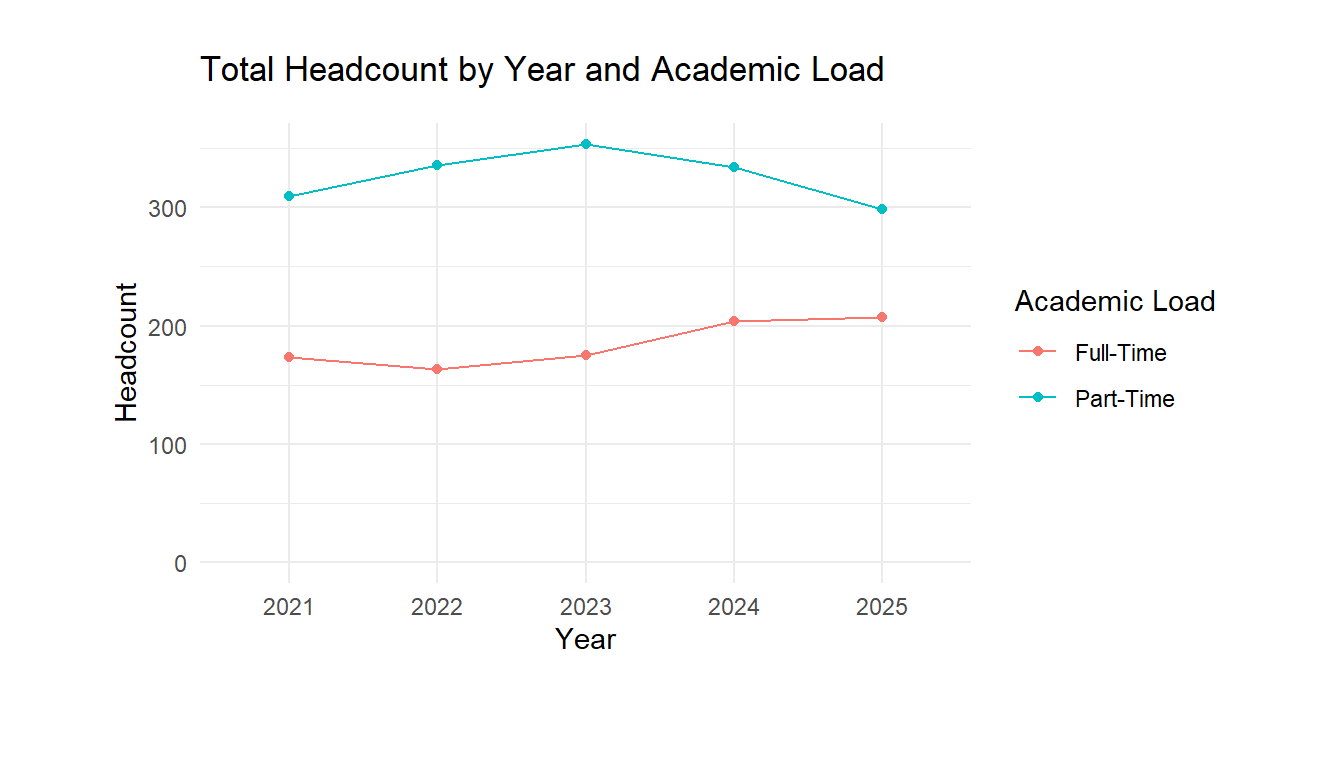 Total Headcount by Year and Academic Load
Headcount
300
200
100
0
2021 2022 2023 2024 2025
Year
Academic Load
Full-Time
Part-Time